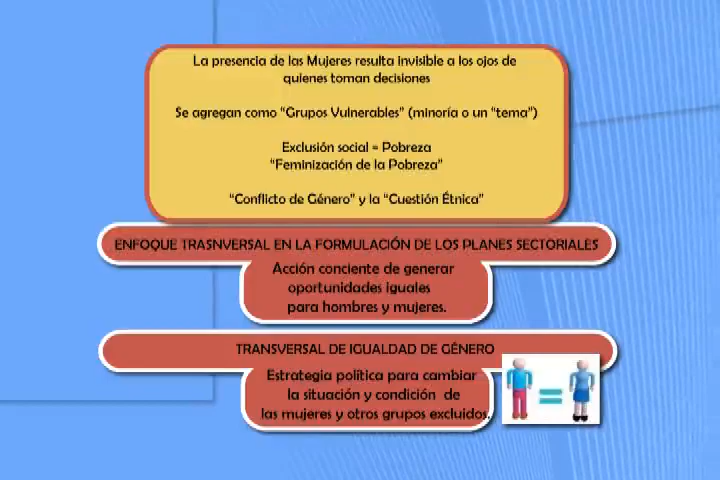 La presencia de las Mujeres resulta invisible a los ojos de
quienes toman decisiones
Se agregan como “Grupos Vulnerables” (minoría o un “tema”)
Exclusión social = Pobreza
“Feminización de la Pobreza”
“Conflicto de Género” y la “Cuestión Étnica”
ENFOQUE TRASNVERSAL EN LA FORMULACIÓN DE LOS PLANES SECTORIALES
Acción conciente de generar
oportunidades iguales
para hombres y mujeres.
TRANSVERSAL DE IGUALDAD DE GÉNERO
Estrategia política para cambiar
la situación y condición de
las mujeres y otros grupos excluidos.